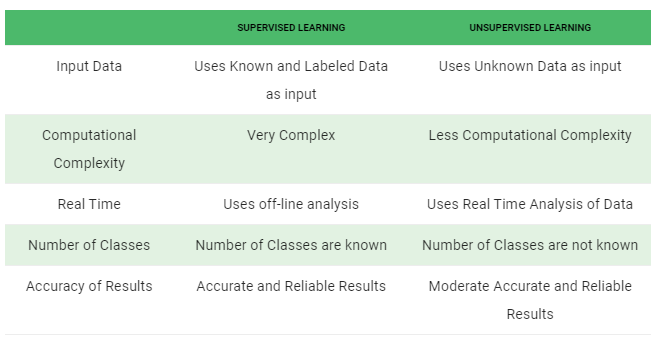 SUPERVISED LEARNING UNSUPERVISED LEARNING
Input Data Uses Known and Labeled Data Uses Unknown Data as input
as input
Computational Very Complex Less Computational Complexity
Complexity
Real Time Uses off-line analysis Uses Real Time Analysis of Data
Number of Classes Number of Classes are known Number of Classes are not known
Accuracy of Results Accurate and Reliable Results Moderate Accurate and Reliable
Results